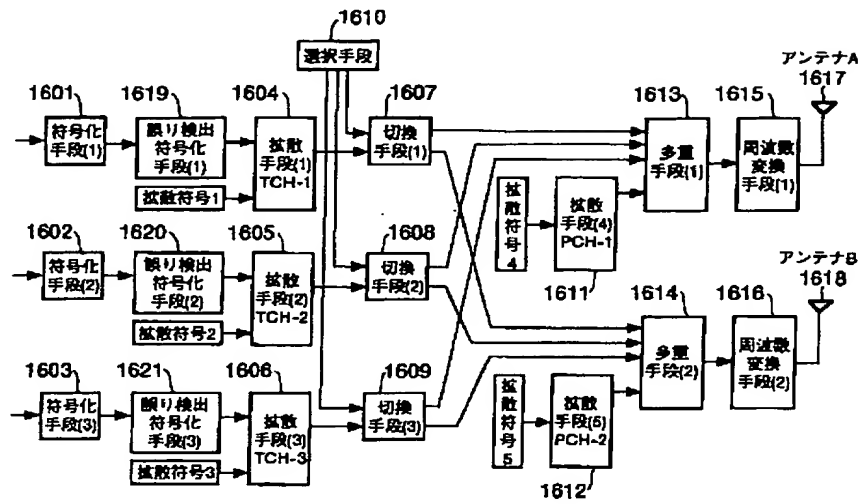 1610
選択手段
アンテナA
1617
1601
1619
1604
1607
1613
1615
符号化
手段(1)
誤り検出
符号化
手段(1)
拡散
手段(1)
TCH-1
切換
手段(1)
多重
手段(1)
周波数
変換
手段(1)
拡散符号1
拡散符号4
拡散
手段(4)
PCH-1
1611
1602
1620
1605
1608
アンテナB
1618
1614
1616
符号化
手段(2)
誤り検出
符号化
手段(2)
拡散
手段(2)
TCH-2
切換
手段(2)
多重
手段(2)
周波数
変換
手段(2)
拡散符号2
1603
1621
1606
1609
符号化
手段(3)
誤り検出
符号化
手段(3)
拡散
手段(3)
TCH-3
切換
手段(3)
拡散符号3
拡散符号5
拡散
手段(5)
PCH-2
1612